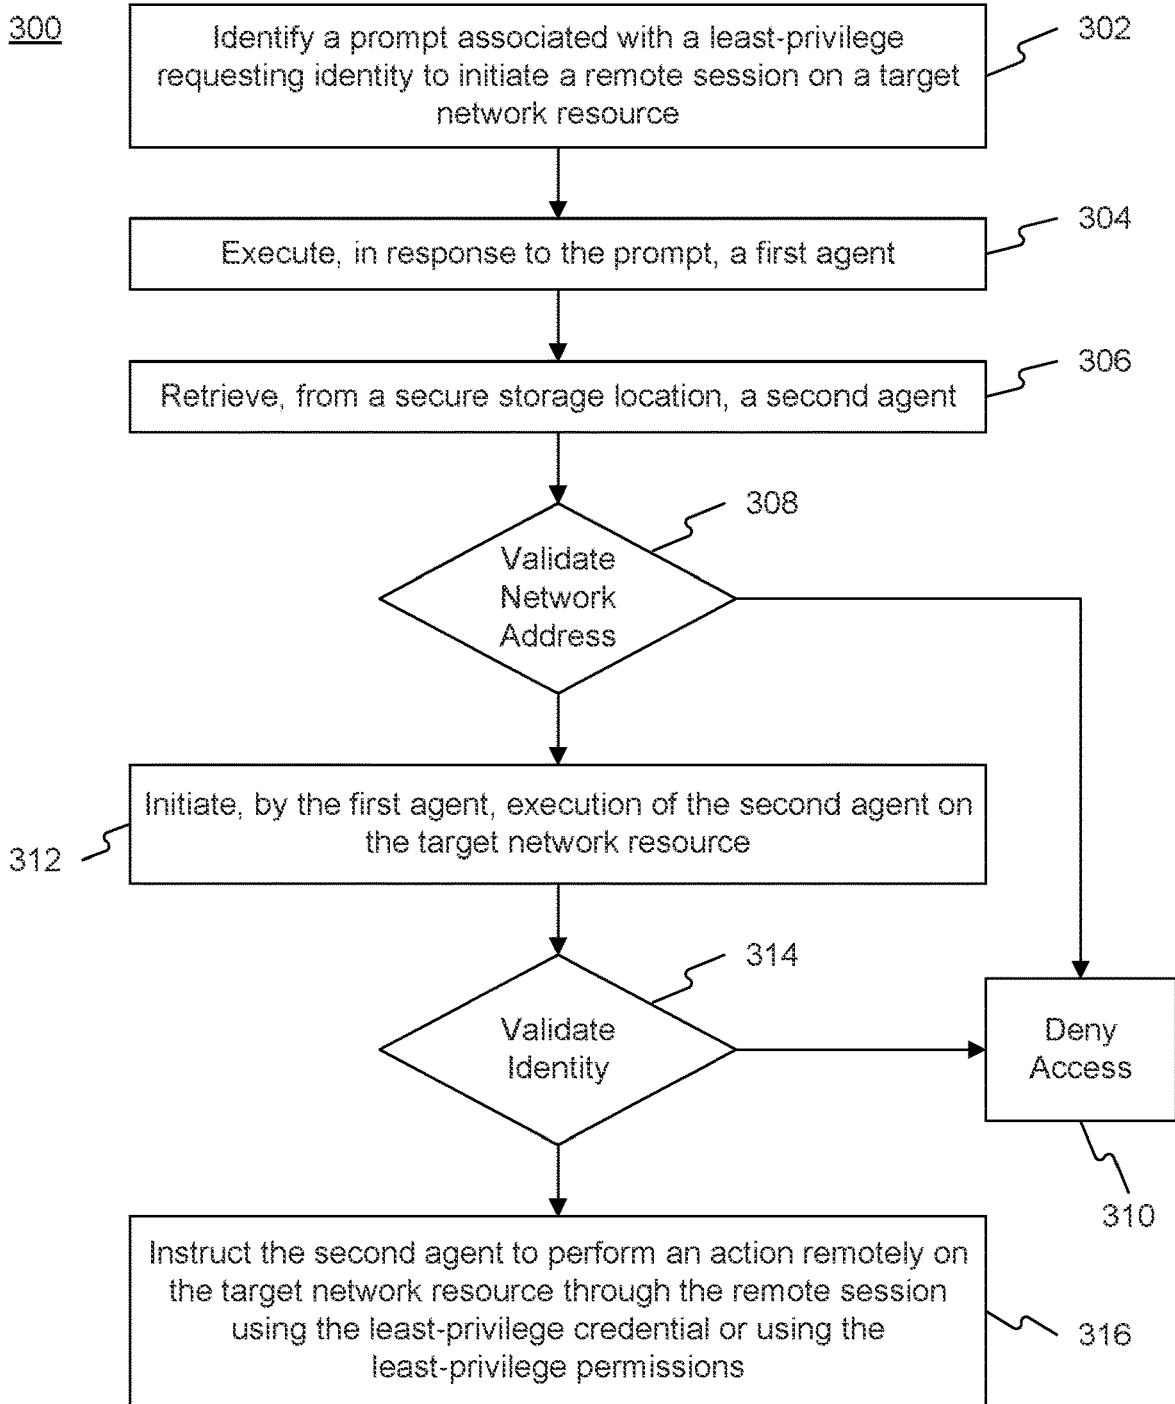 300
Identify a prompt associated with a least-privilege
requesting identity to initiate a remote session on a target
network resource
302
Execute, in response to the prompt, a first agent
304
Retrieve, from a secure storage location, a second agent
306
Validate
Network
Address
308
Initiate, by the first agent, execution of the second agent on
the target network resource
312
Validate
Identity
314
Deny
Access
310
Instruct the second agent to perform an action remotely on
the target network resource through the remote session
using the least-privilege credential or using the
least-privilege permissions
316